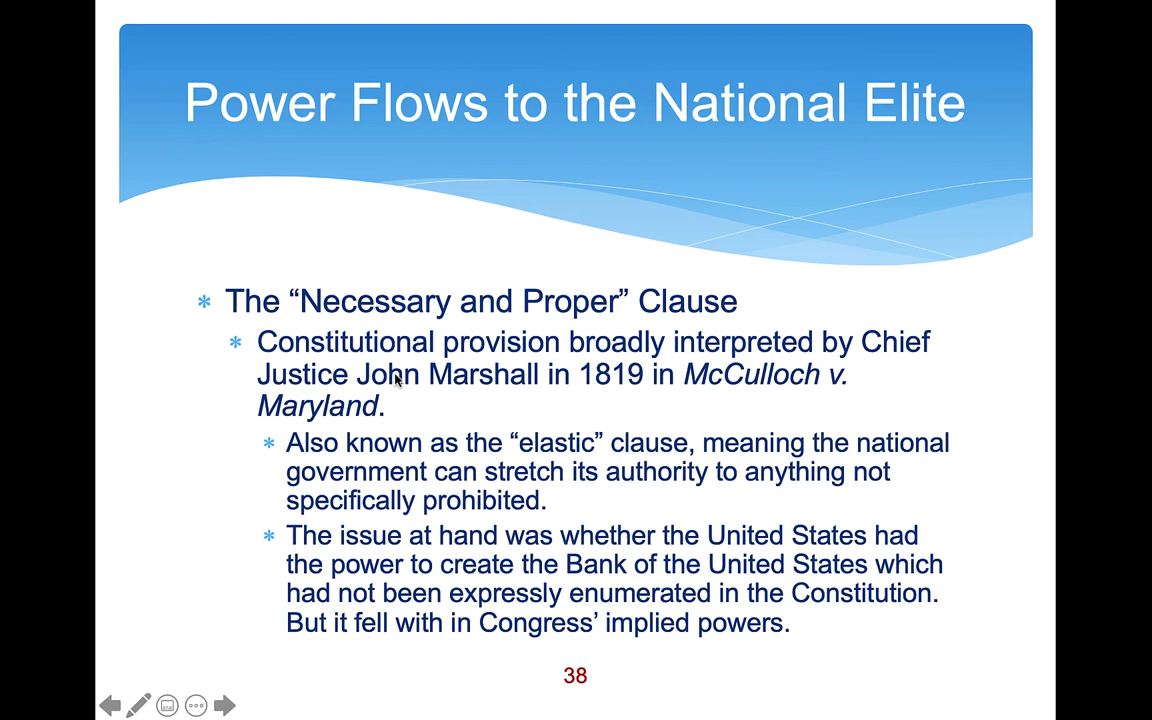 Power Flows to the National Elite
* The “Necessary and Proper” Clause
* Constitutional provision broadly interpreted by Chief
Justice John Marshall in 1819 in McCulloch v.
Maryland.
* Also known as the “elastic” clause, meaning the national
government can stretch its authority to anything not
specifically prohibited.
* The issue at hand was whether the United States had
the power to create the Bank of the United States which
had not been expressly enumerated in the Constitution.
But it fell with in Congress’ implied powers.
38